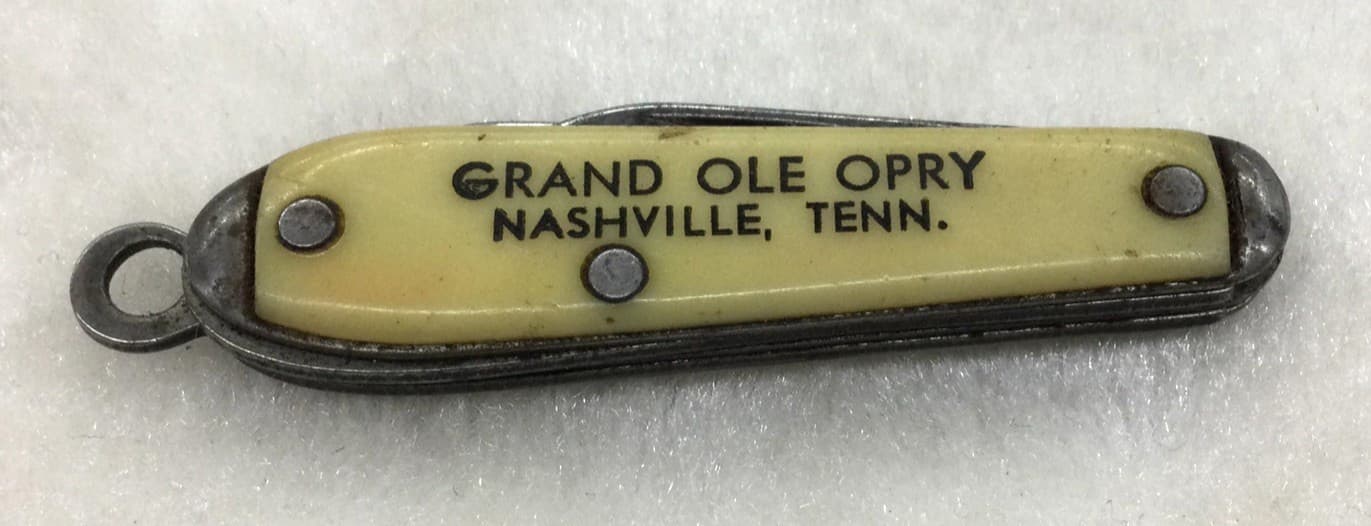 GRAND OLE OPRY
NASHVILLE, TENN.